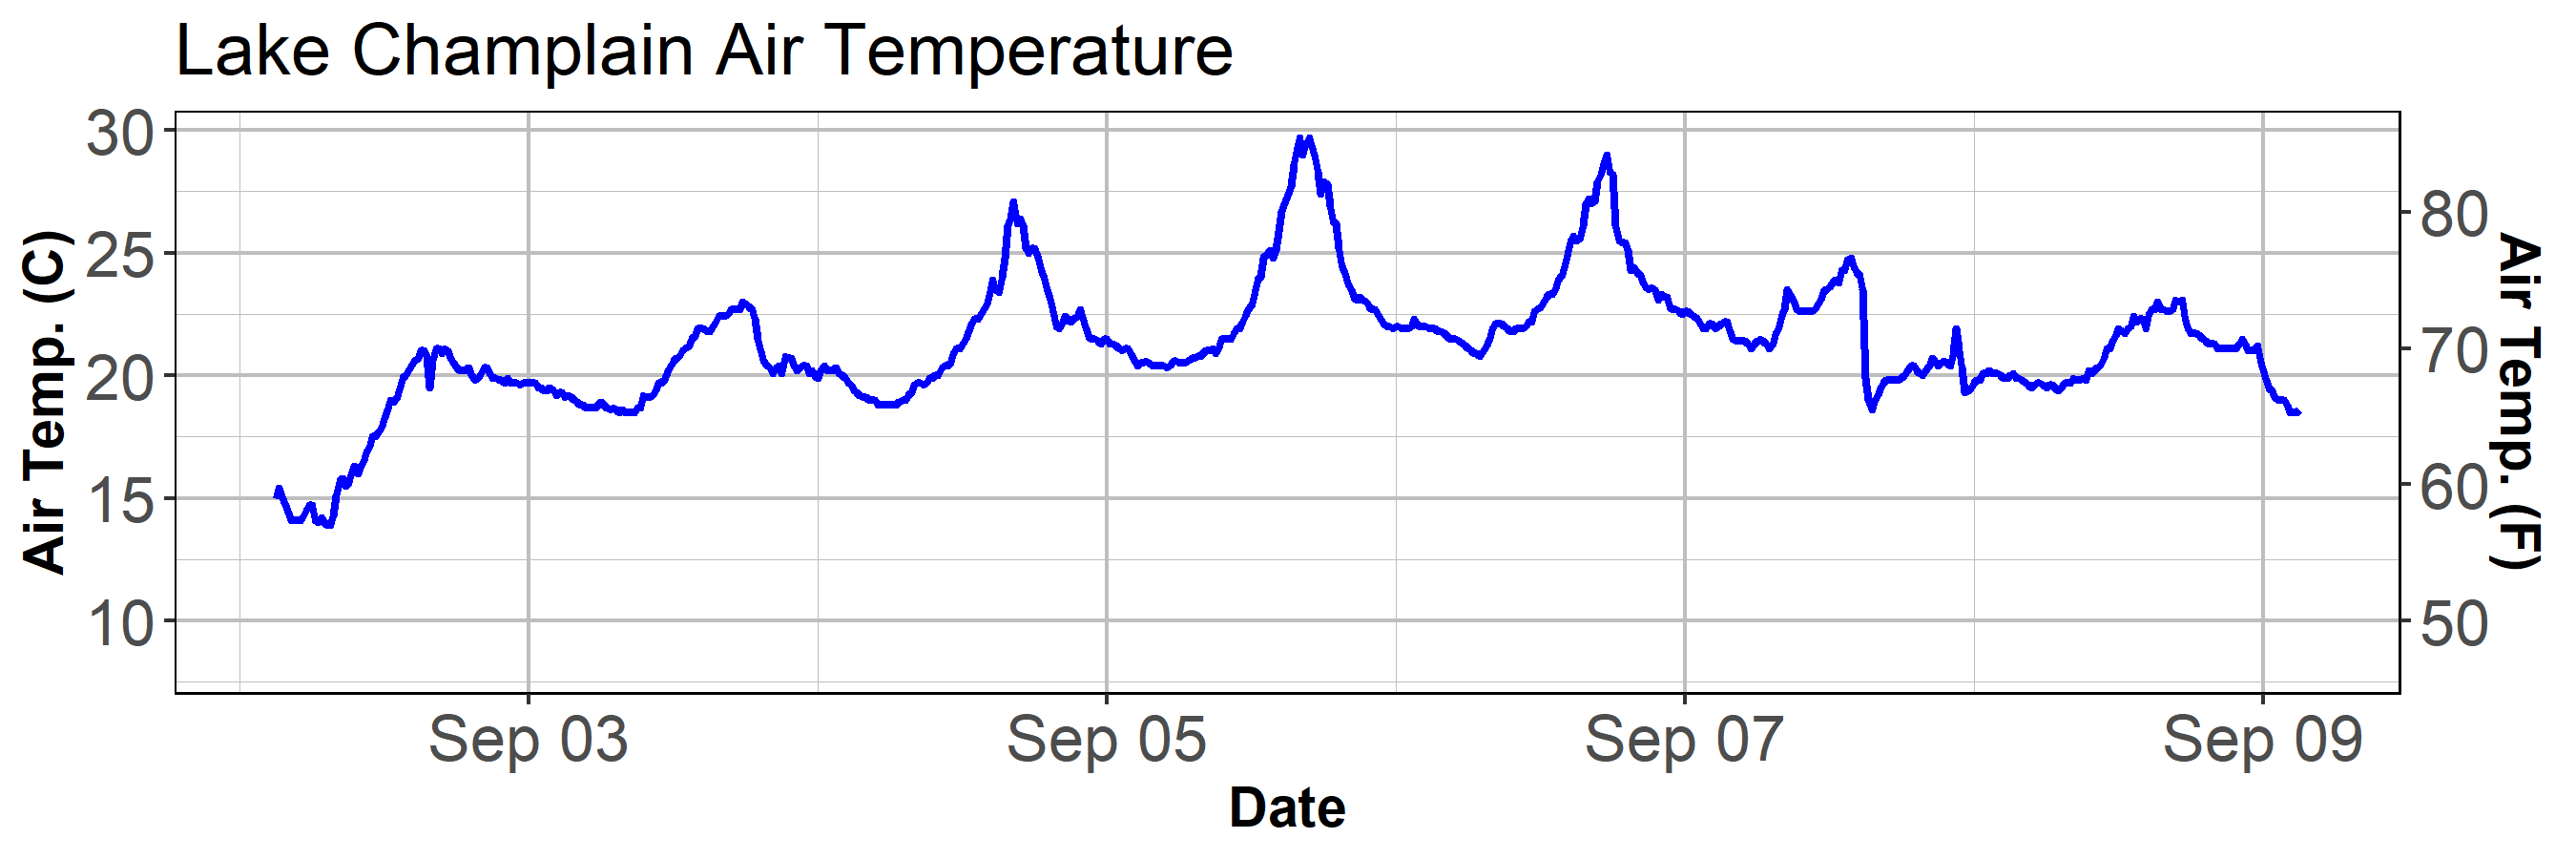 Lake Champlain Air Temperature
30
25
20
15
10
Air Temp. (C)
80
70
60
50
Air Temp. (F)
Sep 03
Sep 05
Sep 07
Sep 09
Date